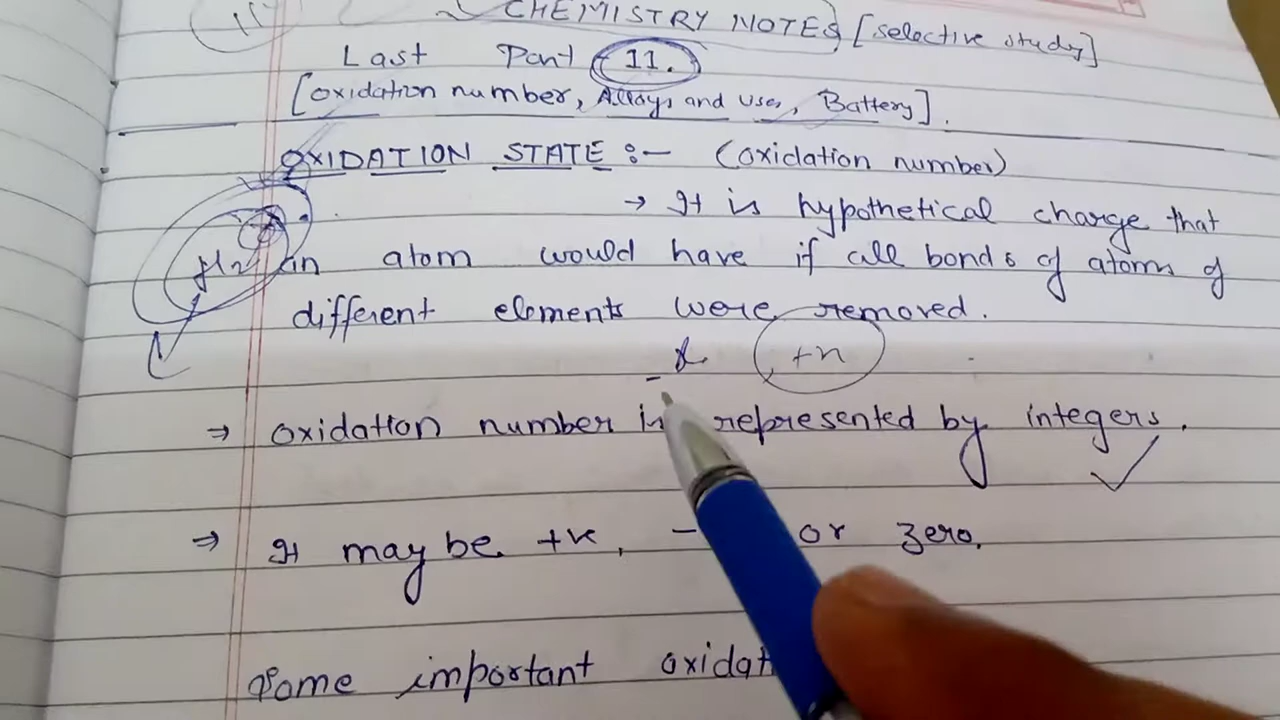 CHEMISTRY NOTES [selective study]
Last Part 11.
[oxidation number, Alloys and Uses, Battery].
OXIDATION STATE :- (oxidation number)
→ It is hypothetical charge that
an atom would have if all bonds of atoms of
different elements were removed.
+n
⇒ oxidation number is represented by integers.
⇒ It may be +ve, - or zero.
Some important oxidat